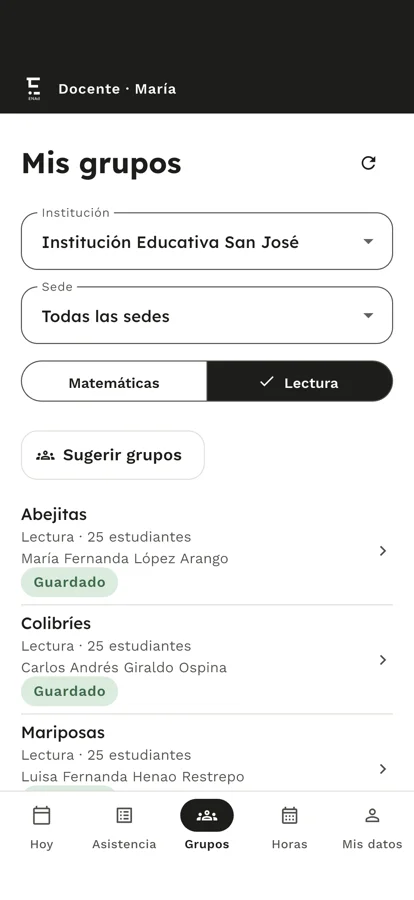 EMAU
Docente · María
Mis grupos
Institución
Institución Educativa San José
Sede
Todas las sedes
Matemáticas
Lectura
Sugerir grupos
Abejitas
Lectura · 25 estudiantes
María Fernanda López Arango
Guardado
Colibríes
Lectura · 25 estudiantes
Carlos Andrés Giraldo Ospina
Guardado
Mariposas
Lectura · 25 estudiantes
Luisa Fernanda Henao Restrepo
Hoy
Asistencia
Grupos
Horas
Mis datos